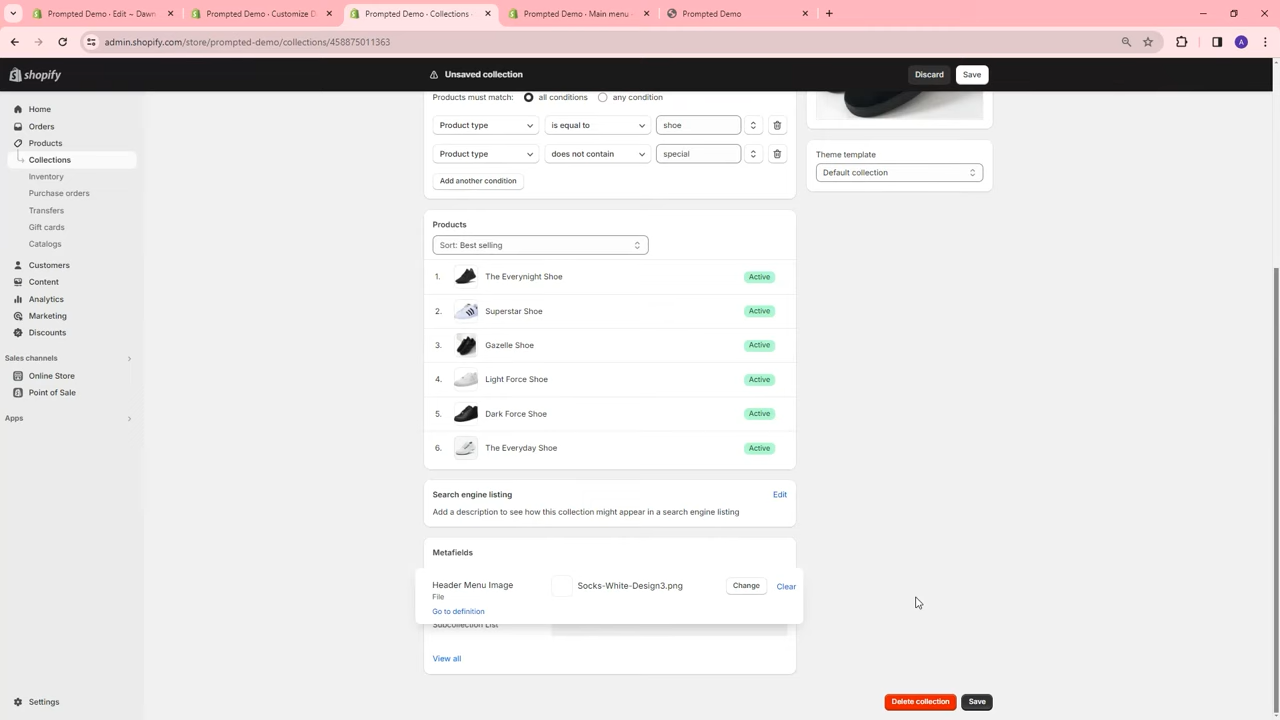 Prompted Demo - Edit ~ Dawn
Prompted Demo - Customize D
Prompted Demo - Collections -
Prompted Demo - Main menu -
Prompted Demo
admin.shopify.com/store/prompted-demo/collections/458875011363
A
shopify
Unsaved collection
Discard
Save
Home
Orders
Products
Collections
Inventory
Purchase orders
Transfers
Gift cards
Catalogs
Customers
Content
Analytics
Marketing
Discounts
Sales channels
Online Store
Point of Sale
Apps
Settings
Products must match: all conditions any condition
Product type is equal to shoe
Product type does not contain special
Add another condition
Theme template
Default collection
Products
Sort: Best selling
1. The Everynight Shoe Active
2. Superstar Shoe Active
3. Gazelle Shoe Active
4. Light Force Shoe Active
5. Dark Force Shoe Active
6. The Everyday Shoe Active
Search engine listing Edit
Add a description to see how this collection might appear in a search engine listing
Metafields
Header Menu Image Socks-White-Design3.png Change Clear
File
Go to definition
Subcollection List
View all
Delete collection Save